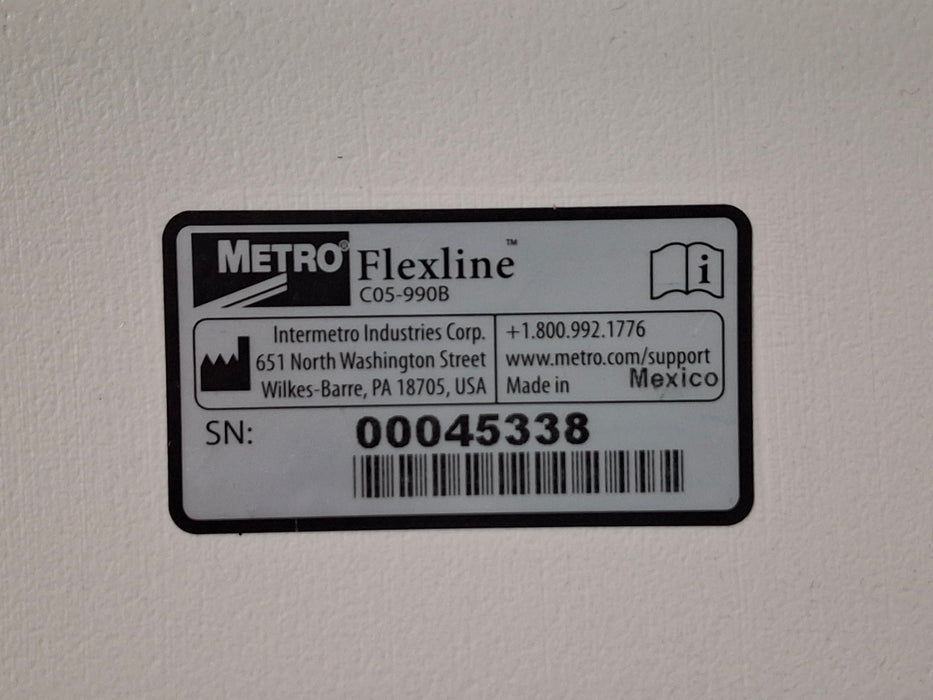 METRO® Flexline™
C05-990B
i
Intermetro Industries Corp.
651 North Washington Street
Wilkes-Barre, PA 18705, USA
+1.800.992.1776
www.metro.com/support
Made in Mexico
SN: 00045338